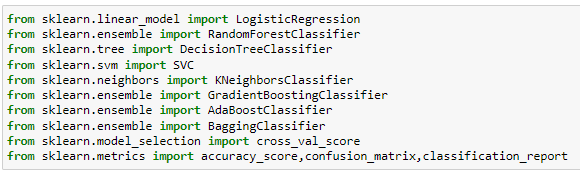 from sklearn.linear_model import LogisticRegression
from sklearn.ensemble import RandomForestClassifier
from sklearn.tree import DecisionTreeClassifier
from sklearn.svm import SVC
from sklearn.neighbors import KNeighborsClassifier
from sklearn.ensemble import GradientBoostingClassifier
from sklearn.ensemble import AdaBoostClassifier
from sklearn.ensemble import BaggingClassifier
from sklearn.model_selection import cross_val_score
from sklearn.metrics import accuracy_score,confusion_matrix,classification_report